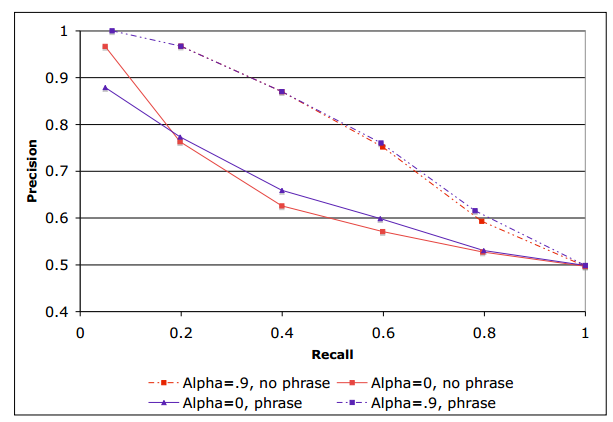 1
0.9
0.8
0.7
0.6
0.5
0.4
Precision
0 0.2 0.4 0.6 0.8 1
Recall
Alpha=.9, no phrase Alpha=0, no phrase
Alpha=0, phrase Alpha=.9, phrase